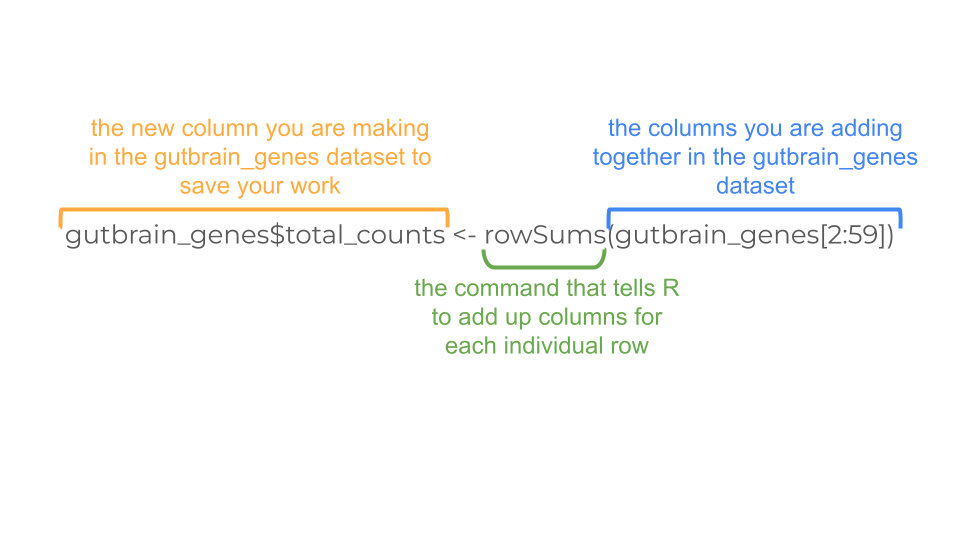 the new column you are making
in the gutbrain_genes dataset to
save your work
the columns you are adding
together in the gutbrain_genes
dataset
gutbrain_genes$total_counts <- rowSums(gutbrain_genes[2:59])
the command that tells R
to add up columns for
each individual row